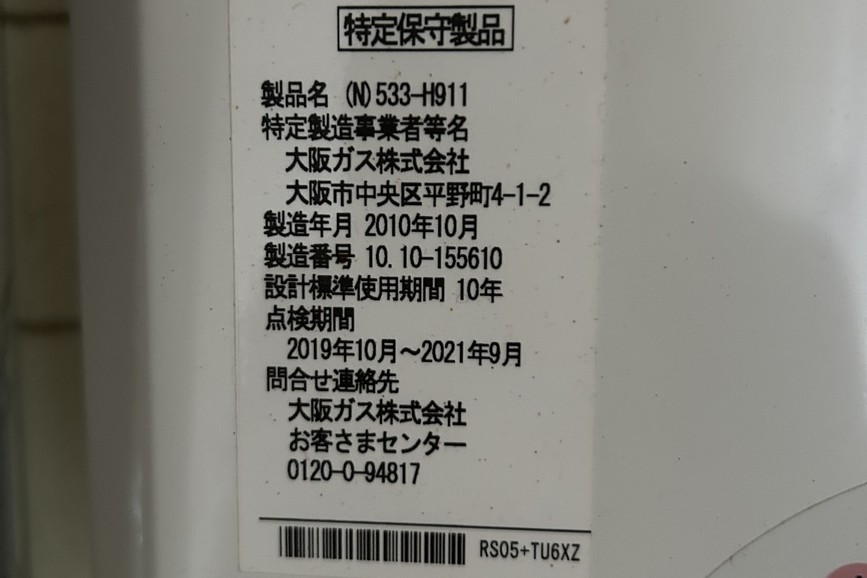 特定保守製品
製品名 (N)533-H911
特定製造事業者等名
大阪ガス株式会社
大阪市中央区平野町4-1-2
製造年月 2010年10月
製造番号 10.10-155610
設計標準使用期間 10年
点検期間
2019年10月～2021年9月
問合せ連絡先
大阪ガス株式会社
お客さまセンター
0120-0-94817
RS05+TU6XZ